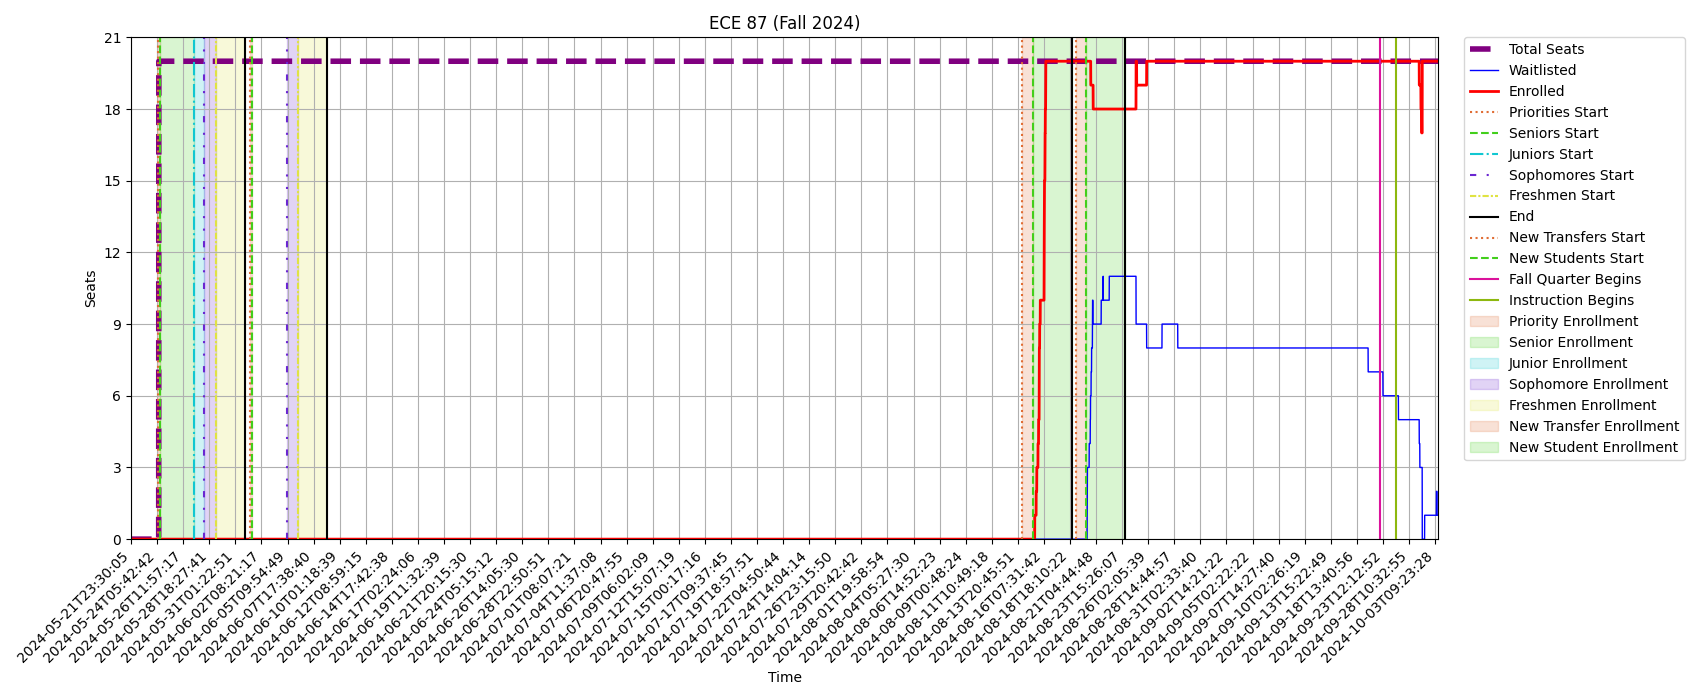 ECE 87 (Fall 2024)
21
18
15
12
9
6
3
0
Seats
2024-05-21T23:30:05
2024-05-24T05:42:42
2024-05-26T11:57:17
2024-05-28T18:27:41
2024-05-31T01:22:51
2024-06-02T08:21:17
2024-06-05T09:54:49
2024-06-07T17:38:40
2024-06-10T01:18:39
2024-06-12T08:59:15
2024-06-14T17:42:38
2024-06-17T02:24:06
2024-06-19T11:32:39
2024-06-21T20:15:30
2024-06-24T05:15:12
2024-06-26T14:05:30
2024-06-28T22:50:51
2024-07-01T08:07:21
2024-07-04T11:37:08
2024-07-06T20:47:55
2024-07-09T06:02:09
2024-07-12T15:07:19
2024-07-15T00:17:16
2024-07-17T09:37:45
2024-07-19T18:57:51
2024-07-22T04:50:44
2024-07-24T14:04:14
2024-07-26T23:15:50
2024-07-29T20:42:42
2024-08-01T19:58:54
2024-08-04T05:27:30
2024-08-06T14:52:23
2024-08-09T00:48:24
2024-08-11T10:49:18
2024-08-13T20:45:51
2024-08-16T07:31:42
2024-08-18T18:10:22
2024-08-21T04:44:48
2024-08-23T15:26:07
2024-08-26T02:05:39
2024-08-28T14:44:57
2024-08-31T02:33:40
2024-09-02T14:21:22
2024-09-05T02:22:22
2024-09-07T14:27:40
2024-09-10T02:26:19
2024-09-13T15:22:49
2024-09-18T13:40:56
2024-09-23T12:12:52
2024-09-28T10:32:55
2024-10-03T09:23:28
Time
Total Seats
Waitlisted
Enrolled
Priorities Start
Seniors Start
Juniors Start
Sophomores Start
Freshmen Start
End
New Transfers Start
New Students Start
Fall Quarter Begins
Instruction Begins
Priority Enrollment
Senior Enrollment
Junior Enrollment
Sophomore Enrollment
Freshmen Enrollment
New Transfer Enrollment
New Student Enrollment